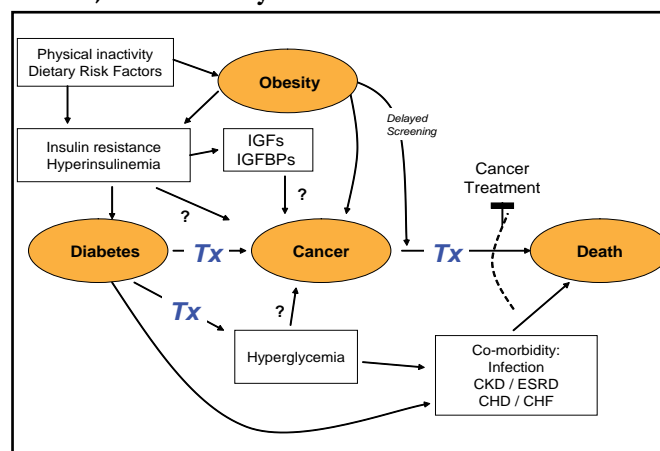 Physical inactivity
Dietary Risk Factors
Obesity
Delayed
Screening
Insulin resistance
Hyperinsulinemia
IGFs
IGFBPs
Cancer
Treatment
?
?
Diabetes
Tx
Cancer
Tx
Death
Tx
?
Hyperglycemia
Co-morbidity:
Infection
CKD / ESRD
CHD / CHF